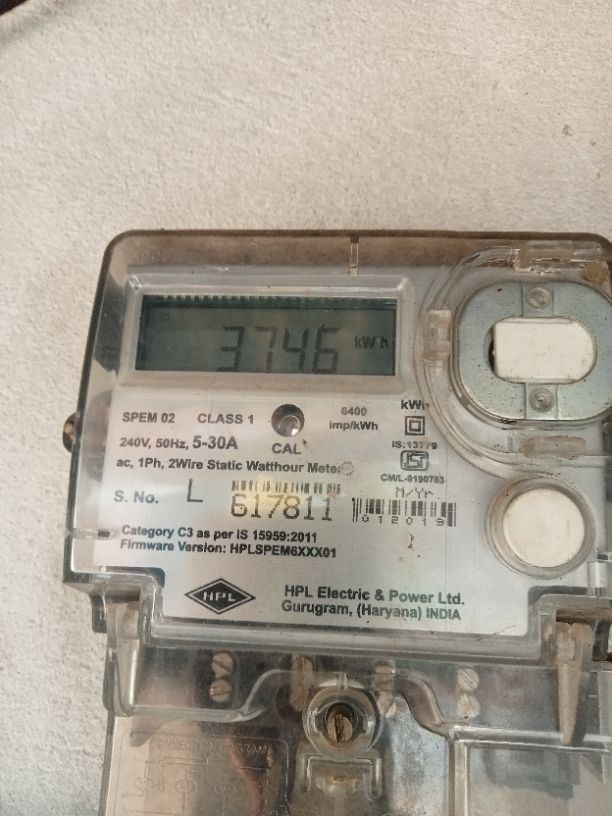 3746 kWh
SPEM 02 CLASS 1 6400 imp/kWh kWh
240V, 50Hz, 5-30A CAL IS:13779
ac, 1Ph, 2Wire Static Watthour Meter CM/L-9190783
M/Yr.
S. No. L 617811 012019
Category C3 as per IS 15959:2011
Firmware Version: HPLSPEM6XXX01
HPL
HPL Electric & Power Ltd.
Gurugram, (Haryana) INDIA